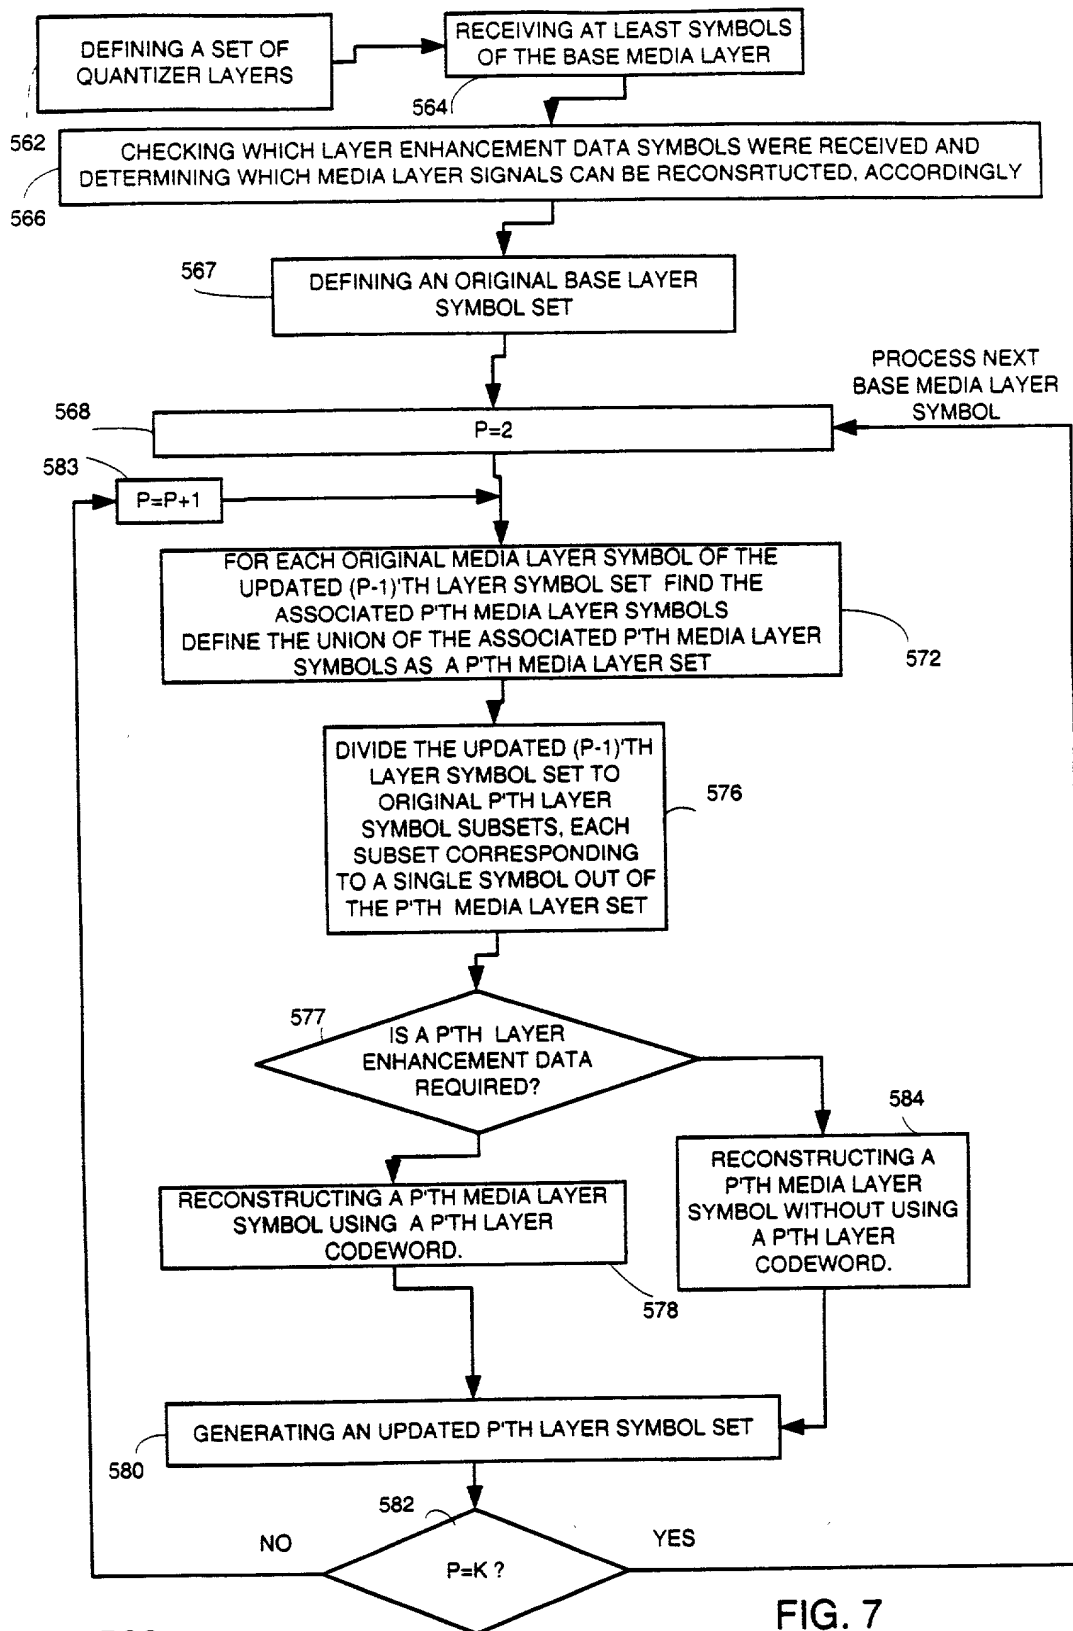 DEFINING A SET OF
QUANTIZER LAYERS
RECEIVING AT LEAST SYMBOLS
OF THE BASE MEDIA LAYER
564
562
CHECKING WHICH LAYER ENHANCEMENT DATA SYMBOLS WERE RECEIVED AND
DETERMINING WHICH MEDIA LAYER SIGNALS CAN BE RECONSRTUCTED, ACCORDINGLY
566
567
DEFINING AN ORIGINAL BASE LAYER
SYMBOL SET
PROCESS NEXT
BASE MEDIA LAYER
SYMBOL
568
P=2
583
P=P+1
FOR EACH ORIGINAL MEDIA LAYER SYMBOL OF THE
UPDATED (P-1)'TH LAYER SYMBOL SET FIND THE
ASSOCIATED P'TH MEDIA LAYER SYMBOLS
DEFINE THE UNION OF THE ASSOCIATED P'TH MEDIA LAYER
SYMBOLS AS A P'TH MEDIA LAYER SET
572
DIVIDE THE UPDATED (P-1)'TH
LAYER SYMBOL SET TO
ORIGINAL P'TH LAYER
SYMBOL SUBSETS, EACH
SUBSET CORRESPONDING
TO A SINGLE SYMBOL OUT OF
THE P'TH MEDIA LAYER SET
576
577
IS A P'TH LAYER
ENHANCEMENT DATA
REQUIRED?
584
RECONSTRUCTING A
P'TH MEDIA LAYER
SYMBOL WITHOUT USING
A P'TH LAYER
CODEWORD.
RECONSTRUCTING A P'TH MEDIA LAYER
SYMBOL USING A P'TH LAYER
CODEWORD.
578
GENERATING AN UPDATED P'TH LAYER SYMBOL SET
580
582
NO
YES
P=K ?
FIG. 7